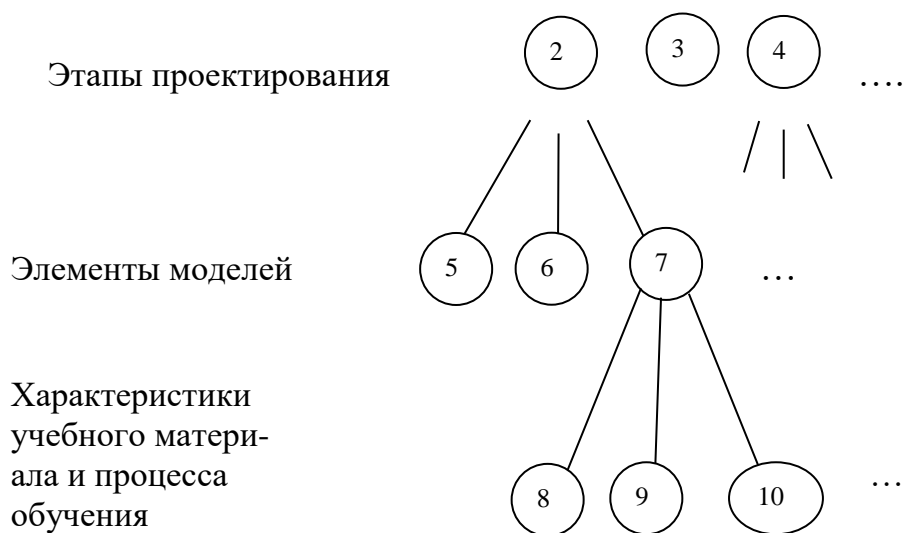 2 3 4
Этапы проектирования ….
Элементы моделей 5 6 7 …
Характеристики
учебного матери-
ала и процесса
обучения
8 9 10 …